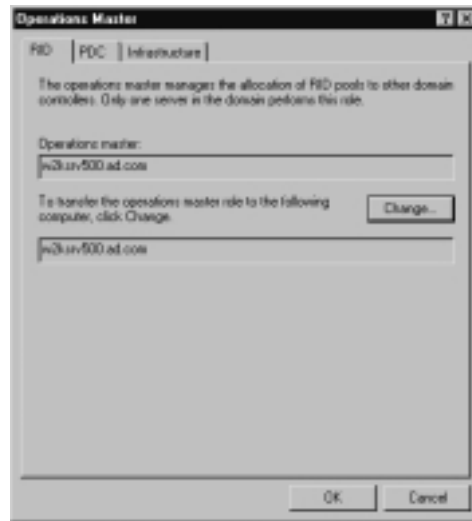 Operations Master
RID PDC Infrastructure
The operations master manages the allocation of RID pools to other domain
controllers. Only one server in the domain performs this role.
Operations master:
w2ksrv500.ad.com
To transfer the operations master role to the following
computer, click Change.
Change...
w2ksrv500.ad.com
OK Cancel